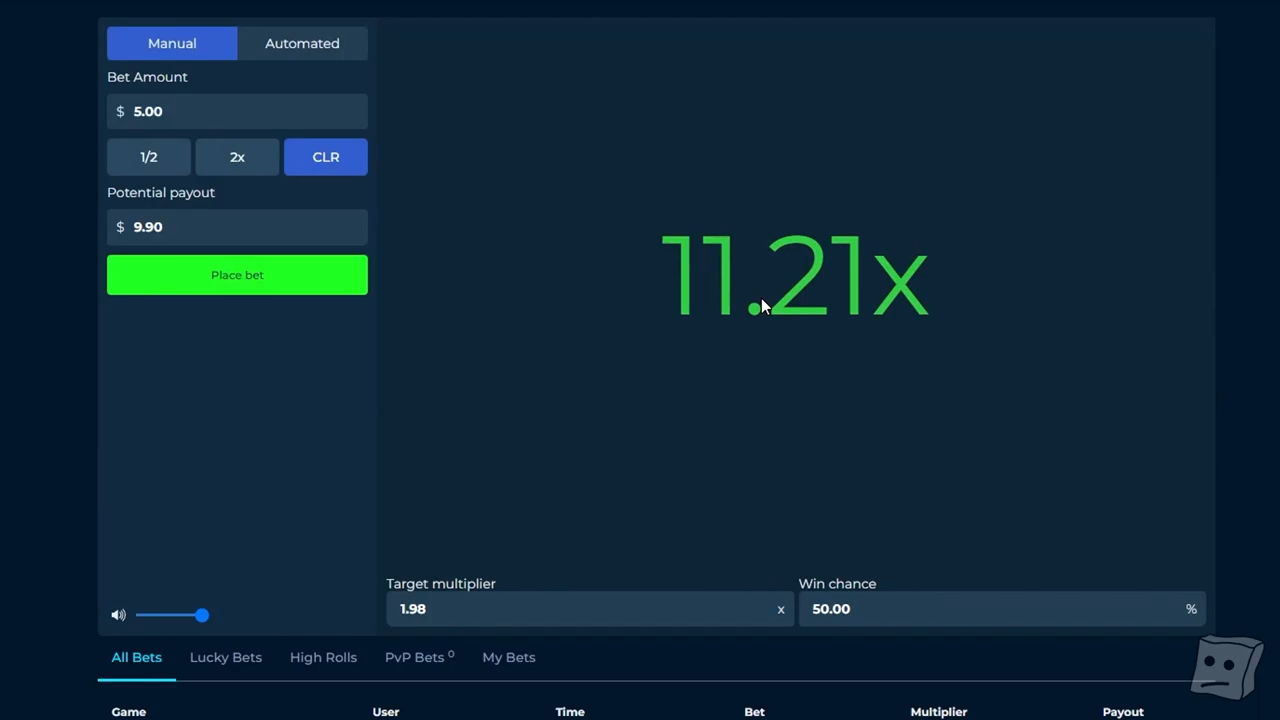 Manual Automated
Bet Amount
$ 5.00
1/2 2x CLR
Potential payout
$ 9.90
Place bet
11.21x
Target multiplier Win chance
1.98 x 50.00 %
All Bets Lucky Bets High Rolls PvP Bets 0 My Bets
Game User Time Bet Multiplier Payout